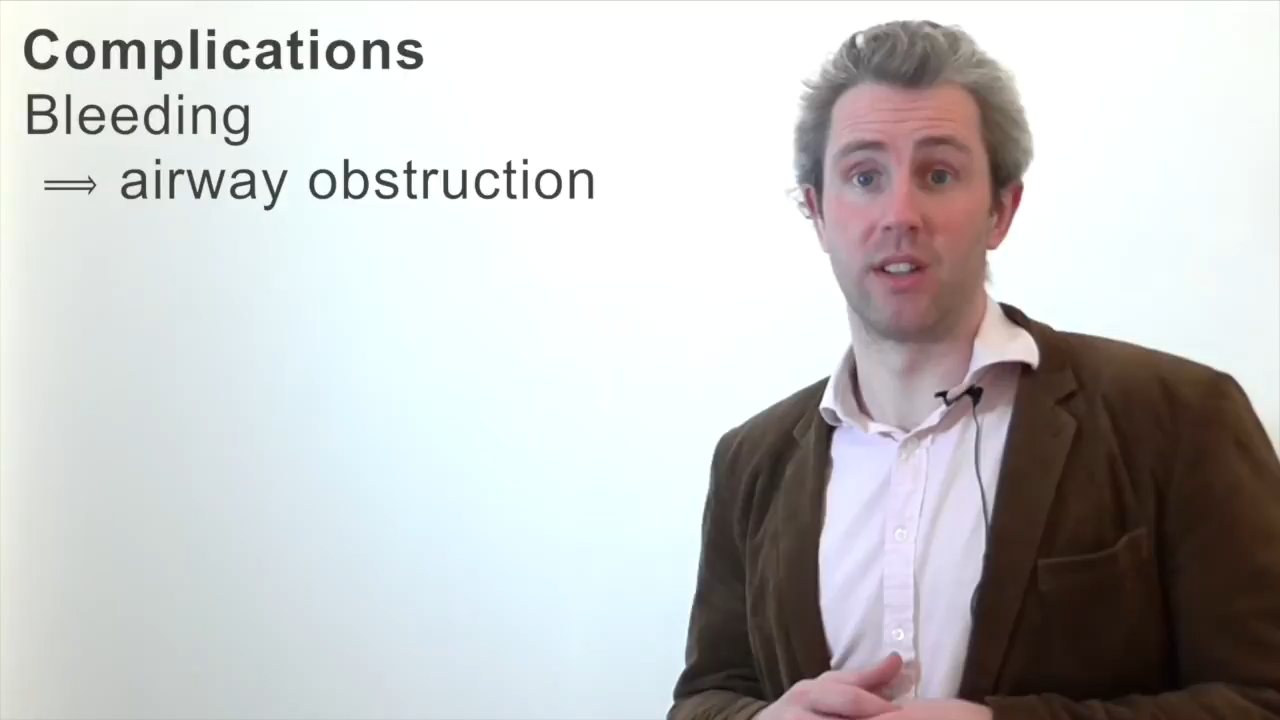 Complications
Bleeding
⟹ airway obstruction